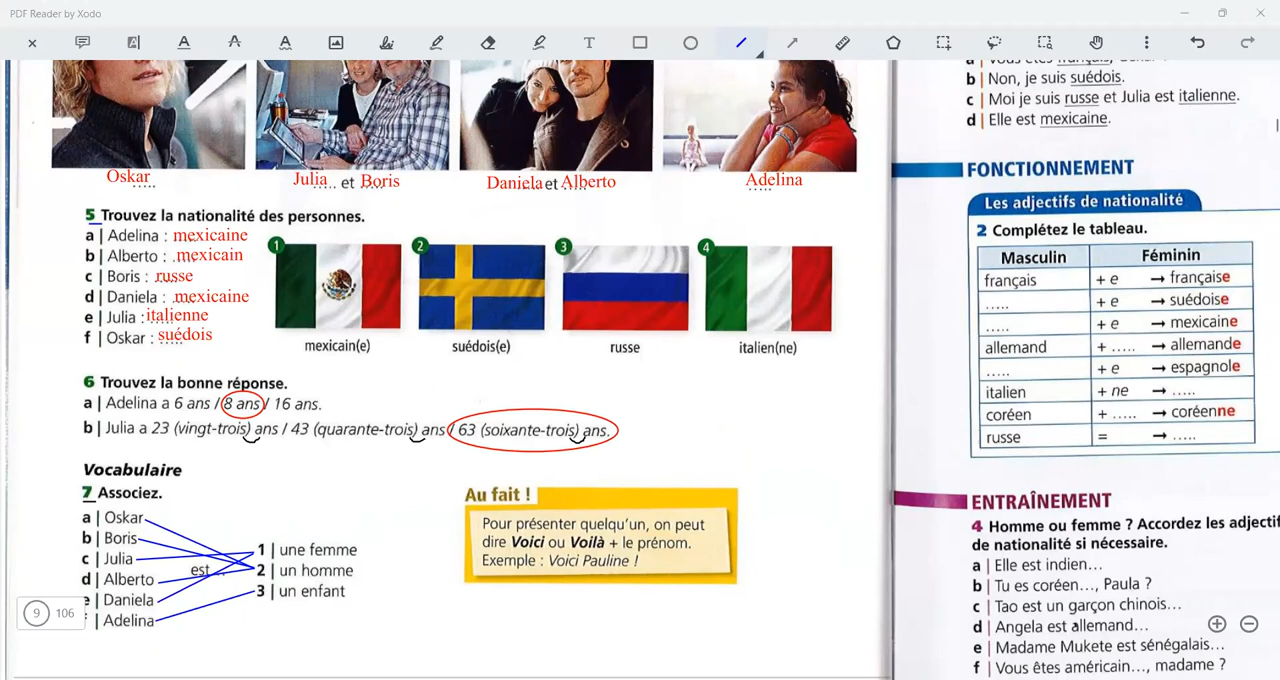 PDF Reader by Xodo
Oskar
.....
Julia et Boris
Daniela et Alberto
Adelina
.....
5 Trouvez la nationalité des personnes.
a | Adelina : mexicaine
b | Alberto : mexicain
c | Boris : russe
d | Daniela : mexicaine
e | Julia : italienne
f | Oskar : suédois
1
2
3
4
mexicain(e)
suédois(e)
russe
italien(ne)
6 Trouvez la bonne réponse.
a | Adelina a 6 ans / 8 ans / 16 ans.
b | Julia a 23 (vingt-trois) ans / 43 (quarante-trois) ans / 63 (soixante-trois) ans.
Vocabulaire
7 Associez.
a | Oskar
b | Boris
c | Julia
d | Alberto
e | Daniela
| Adelina
est
1 | une femme
2 | un homme
3 | un enfant
Au fait !
Pour présenter quelqu'un, on peut
dire Voici ou Voilà + le prénom.
Exemple : Voici Pauline !
9 106
b | Non, je suis suédois.
c | Moi je suis russe et Julia est italienne.
d | Elle est mexicaine.
FONCTIONNEMENT
Les adjectifs de nationalité
2 Complétez le tableau.
Masculin Féminin
français + e → française
..... + e → suédoise
..... + e → mexicaine
allemand + ..... → allemande
..... + e → espagnole
italien + ne → .....
coréen + ..... → coréenne
russe = → .....
ENTRAÎNEMENT
4 Homme ou femme ? Accordez les adjectif
de nationalité si nécessaire.
a | Elle est indien...
b | Tu es coréen..., Paula ?
c | Tao est un garçon chinois...
d | Angela est allemand...
e | Madame Mukete est sénégalais...
f | Vous êtes américain..., madame ?